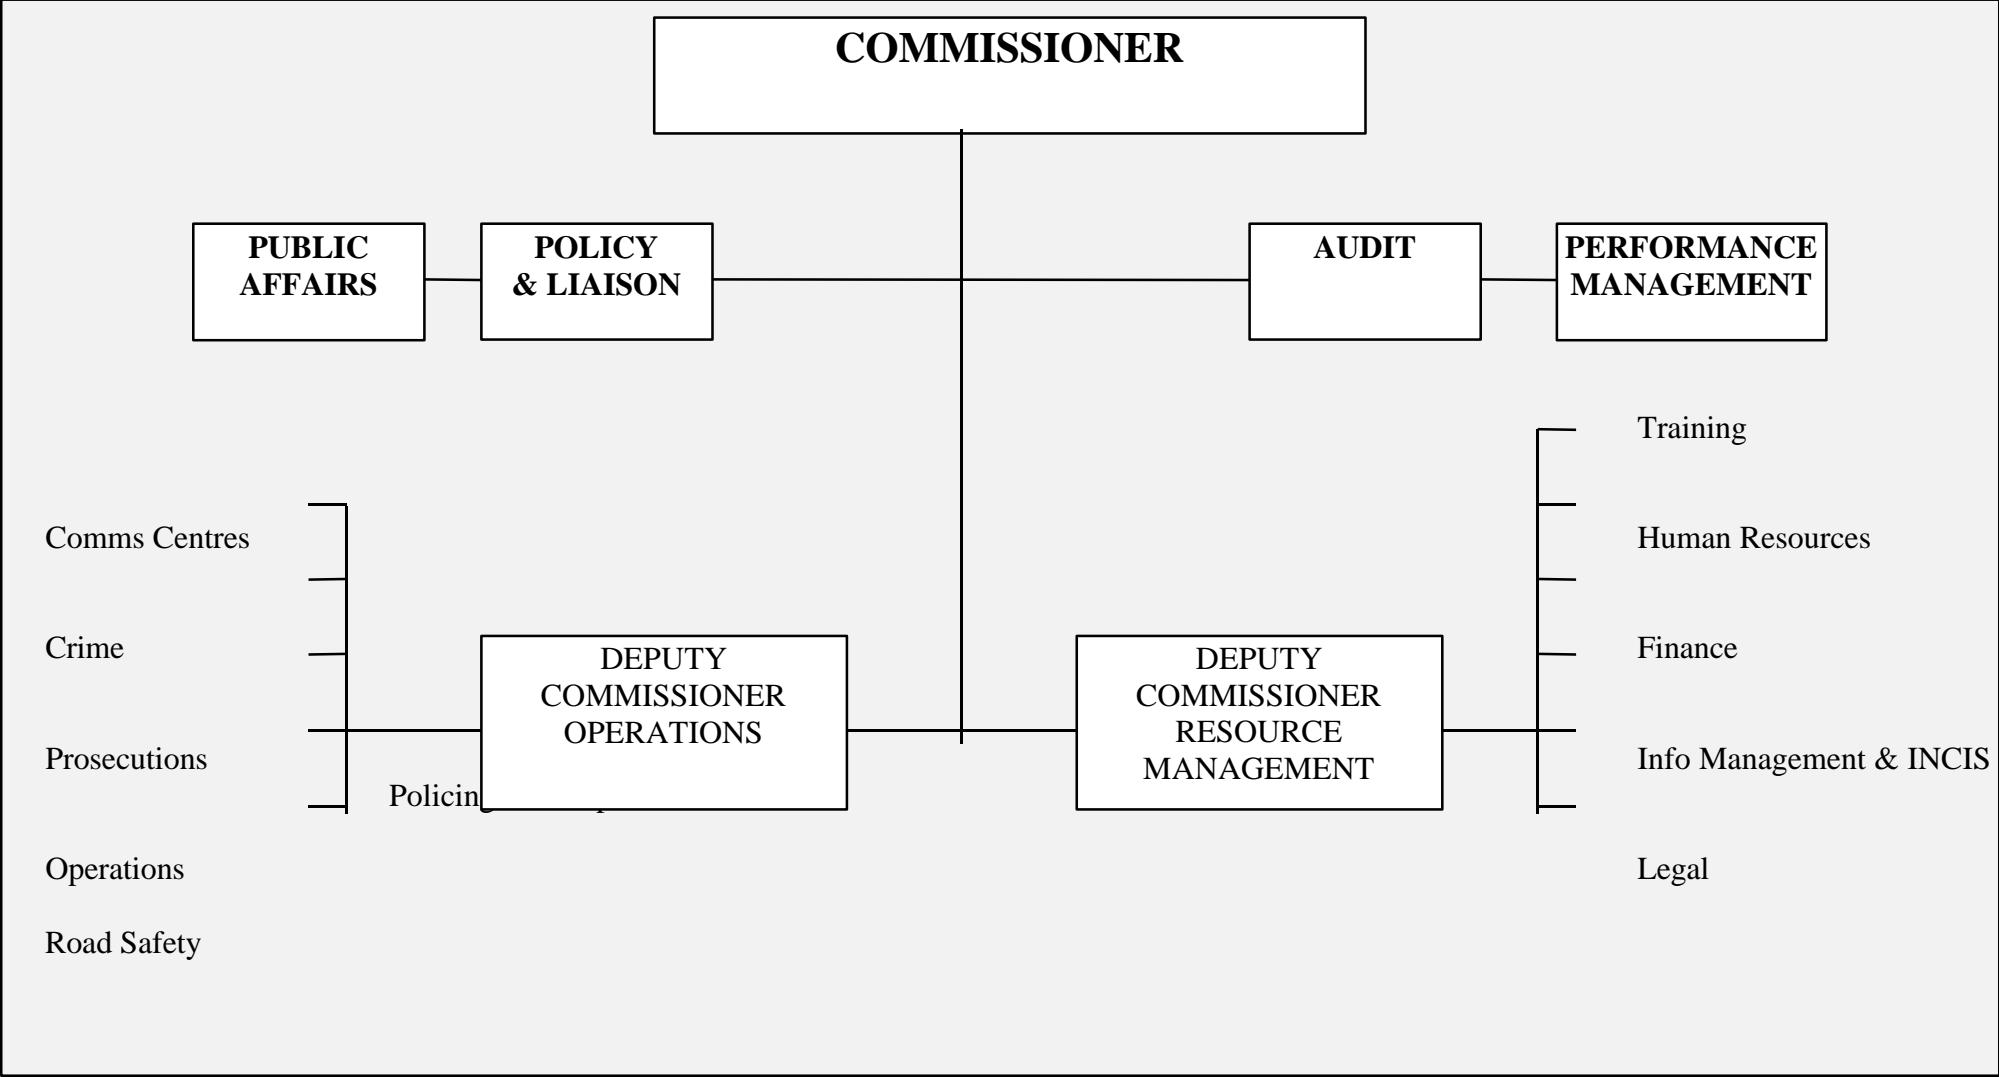 COMMISSIONER
PUBLIC
AFFAIRS
POLICY
& LIAISON
AUDIT
PERFORMANCE
MANAGEMENT
Training
Comms Centres
Human Resources
Crime
Finance
DEPUTY
COMMISSIONER
OPERATIONS
DEPUTY
COMMISSIONER
RESOURCE
MANAGEMENT
Prosecutions
Info Management & INCIS
Policing
Operations
Legal
Road Safety